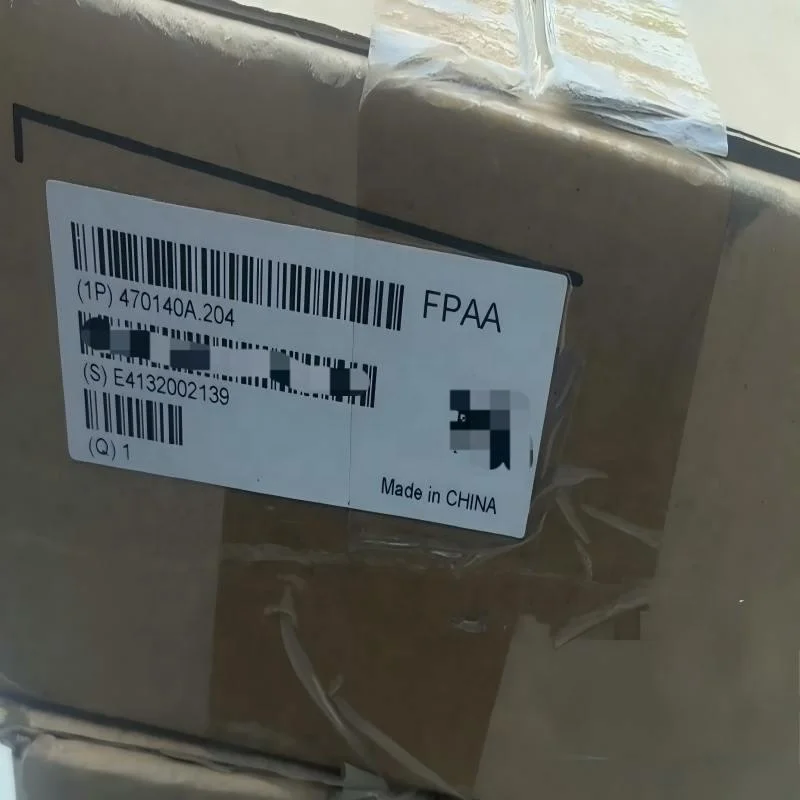 (1P) 470140A.204
FPAA
(S) E4132002139
(Q) 1
Made in CHINA